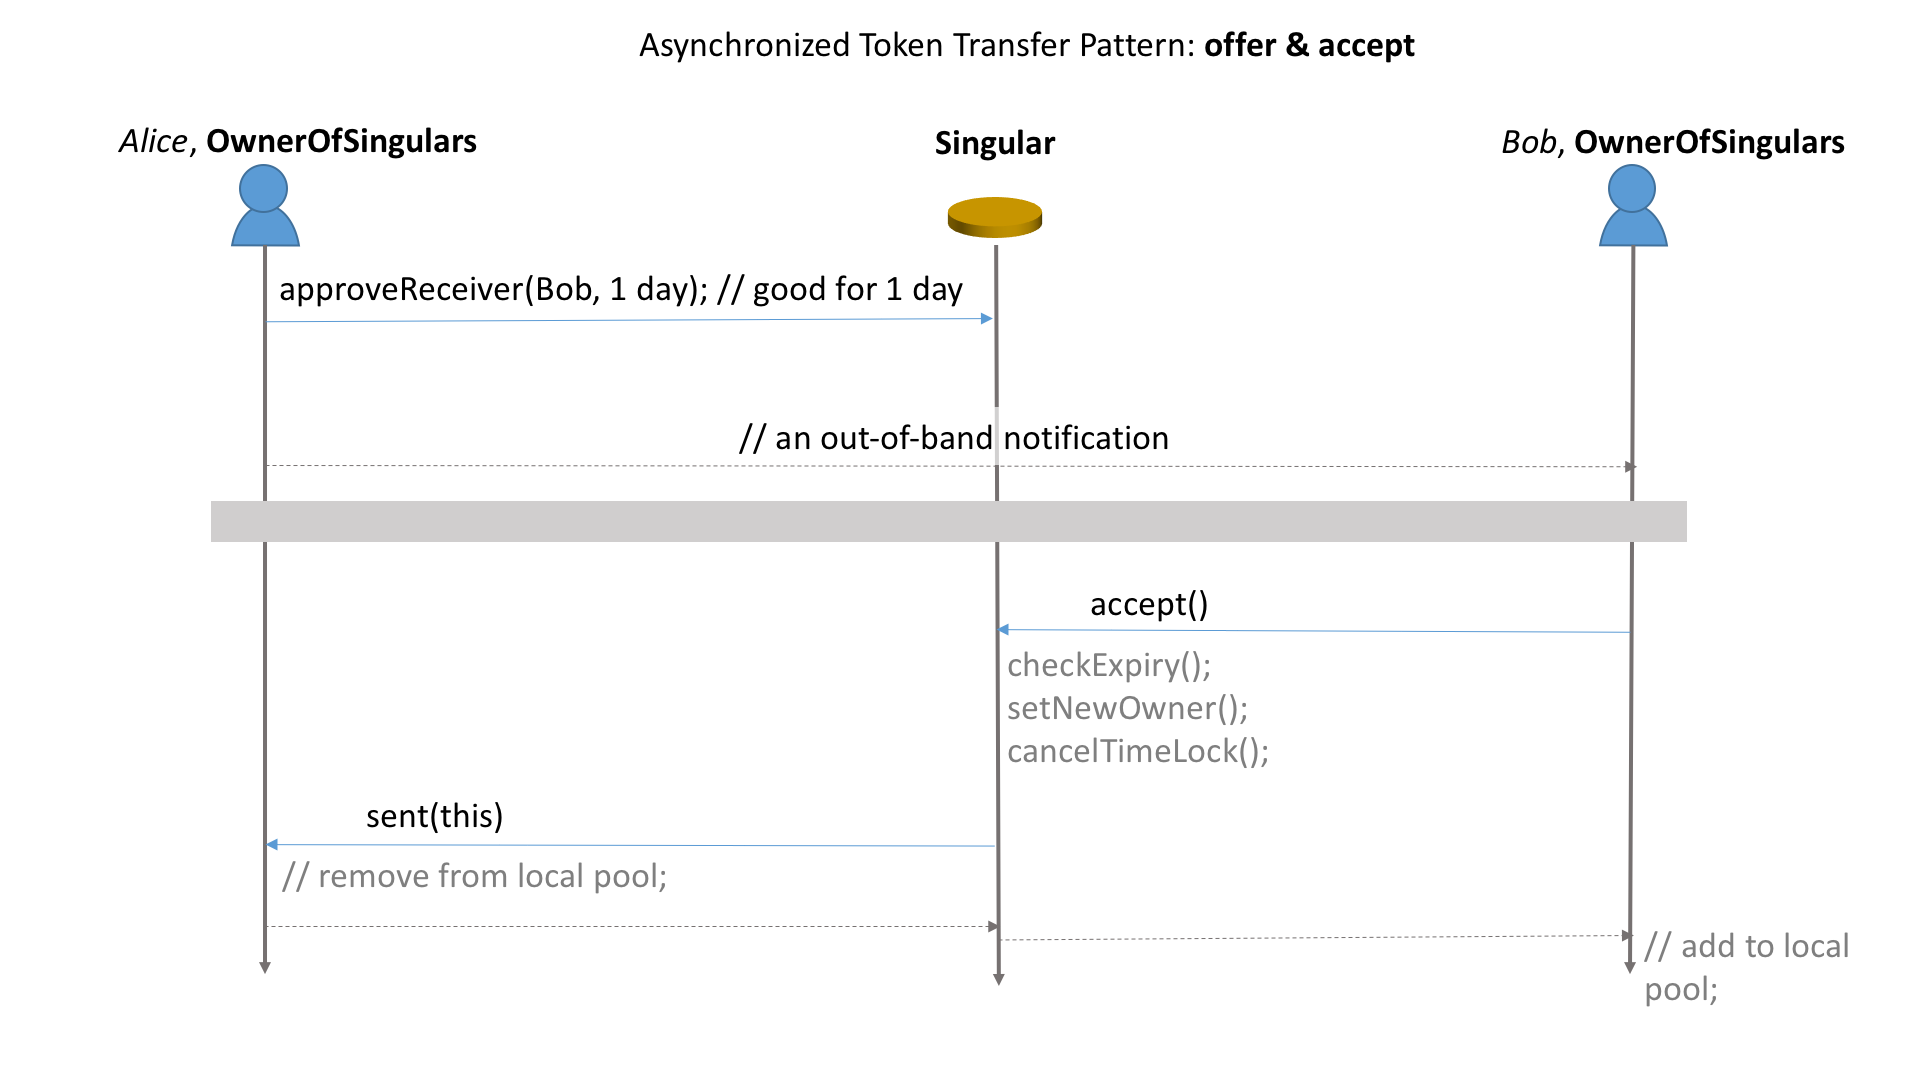 Asynchronized Token Transfer Pattern: offer & accept
Alice, OwnerOfSingulars
Singular
Bob, OwnerOfSingulars
approveReceiver(Bob, 1 day); // good for 1 day
// an out-of-band notification
accept()
checkExpiry();
setNewOwner();
cancelTimeLock();
sent(this)
// remove from local pool;
// add to local
pool;